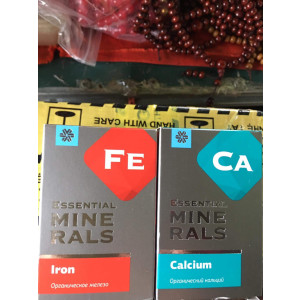 HAND WITH CARE
FE
ESSENTIAL
MINE
RALS
Iron
Органическое железо
CA
ESSENTIAL
MINE
RALS
Calcium
Органический кальций